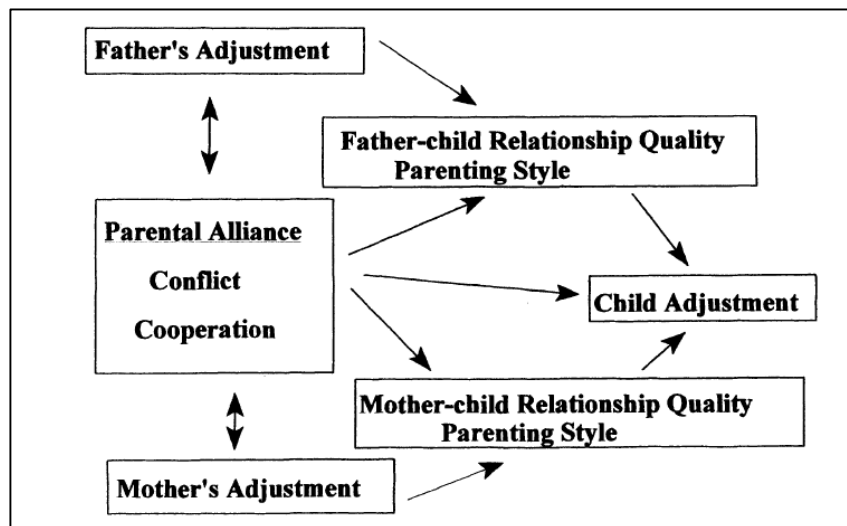 Father's Adjustment
Father-child Relationship Quality
Parenting Style
Parental Alliance
Conflict
Cooperation
Child Adjustment
Mother-child Relationship Quality
Parenting Style
Mother's Adjustment